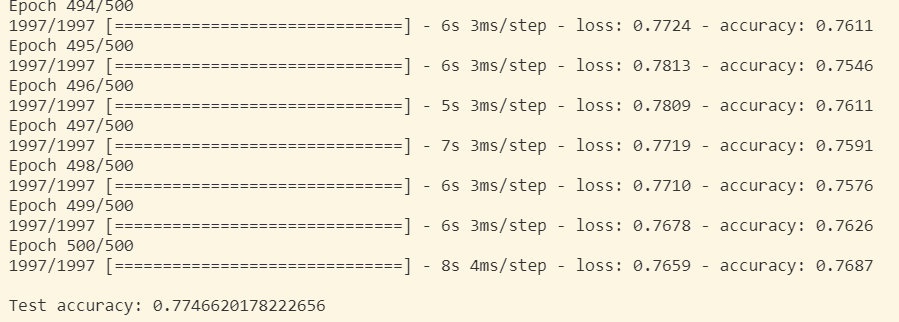 Epoch 494/500
1997/1997 [==============================] - 6s 3ms/step - loss: 0.7724 - accuracy: 0.7611
Epoch 495/500
1997/1997 [==============================] - 6s 3ms/step - loss: 0.7813 - accuracy: 0.7546
Epoch 496/500
1997/1997 [==============================] - 5s 3ms/step - loss: 0.7809 - accuracy: 0.7611
Epoch 497/500
1997/1997 [==============================] - 7s 3ms/step - loss: 0.7719 - accuracy: 0.7591
Epoch 498/500
1997/1997 [==============================] - 6s 3ms/step - loss: 0.7710 - accuracy: 0.7576
Epoch 499/500
1997/1997 [==============================] - 6s 3ms/step - loss: 0.7678 - accuracy: 0.7626
Epoch 500/500
1997/1997 [==============================] - 8s 4ms/step - loss: 0.7659 - accuracy: 0.7687
Test accuracy: 0.7746620178222656